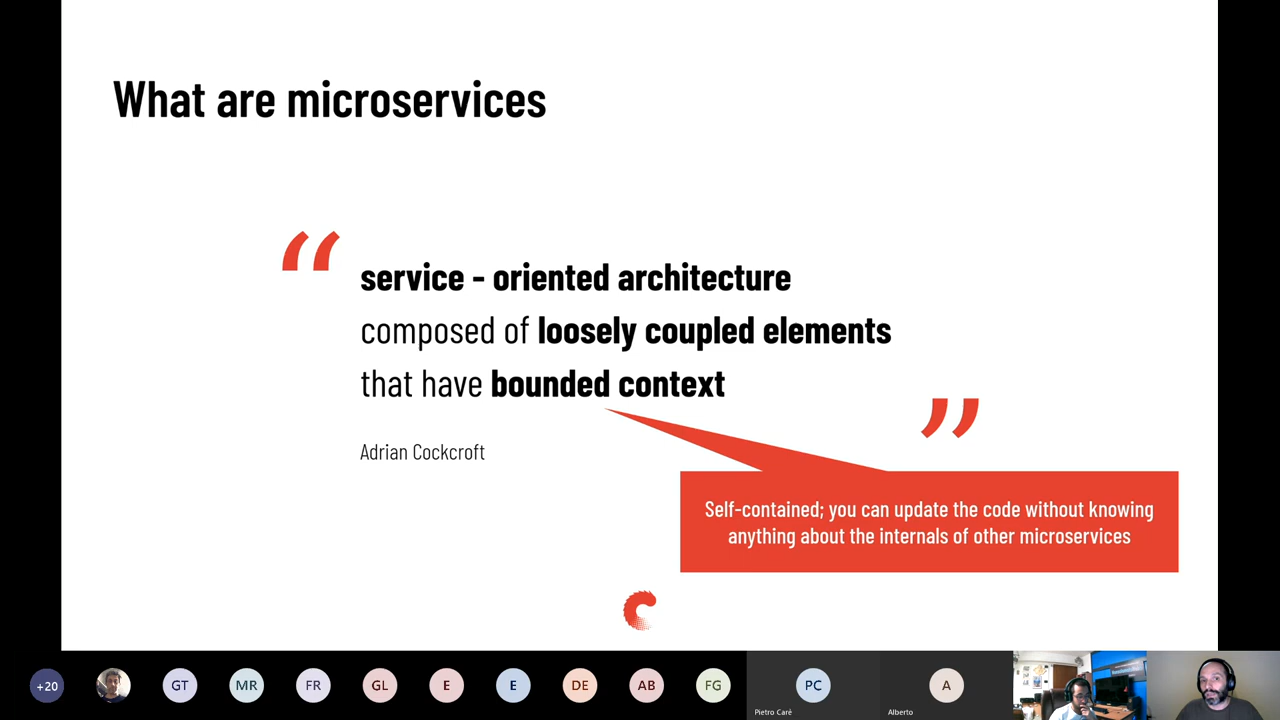 What are microservices
“
service - oriented architecture
composed of loosely coupled elements
that have bounded context
”
Adrian Cockcroft
Self-contained; you can update the code without knowing
anything about the internals of other microservices
+20
GT
MR
FR
GL
E
E
DE
AB
FG
PC
Pietro Carè
A
Alberto